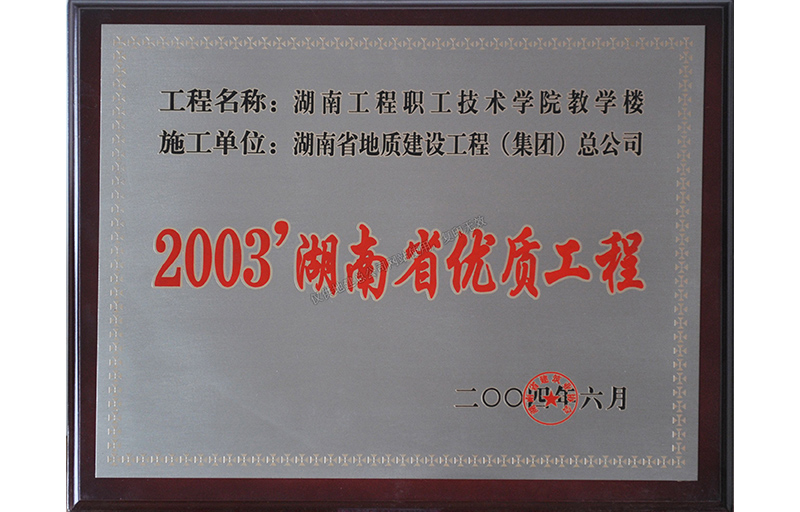 工程名称：湖南工程职工技术学院教学楼
施工单位：湖南省地质建设工程（集团）总公司
2003'湖南省优质工程
二〇〇四年六月